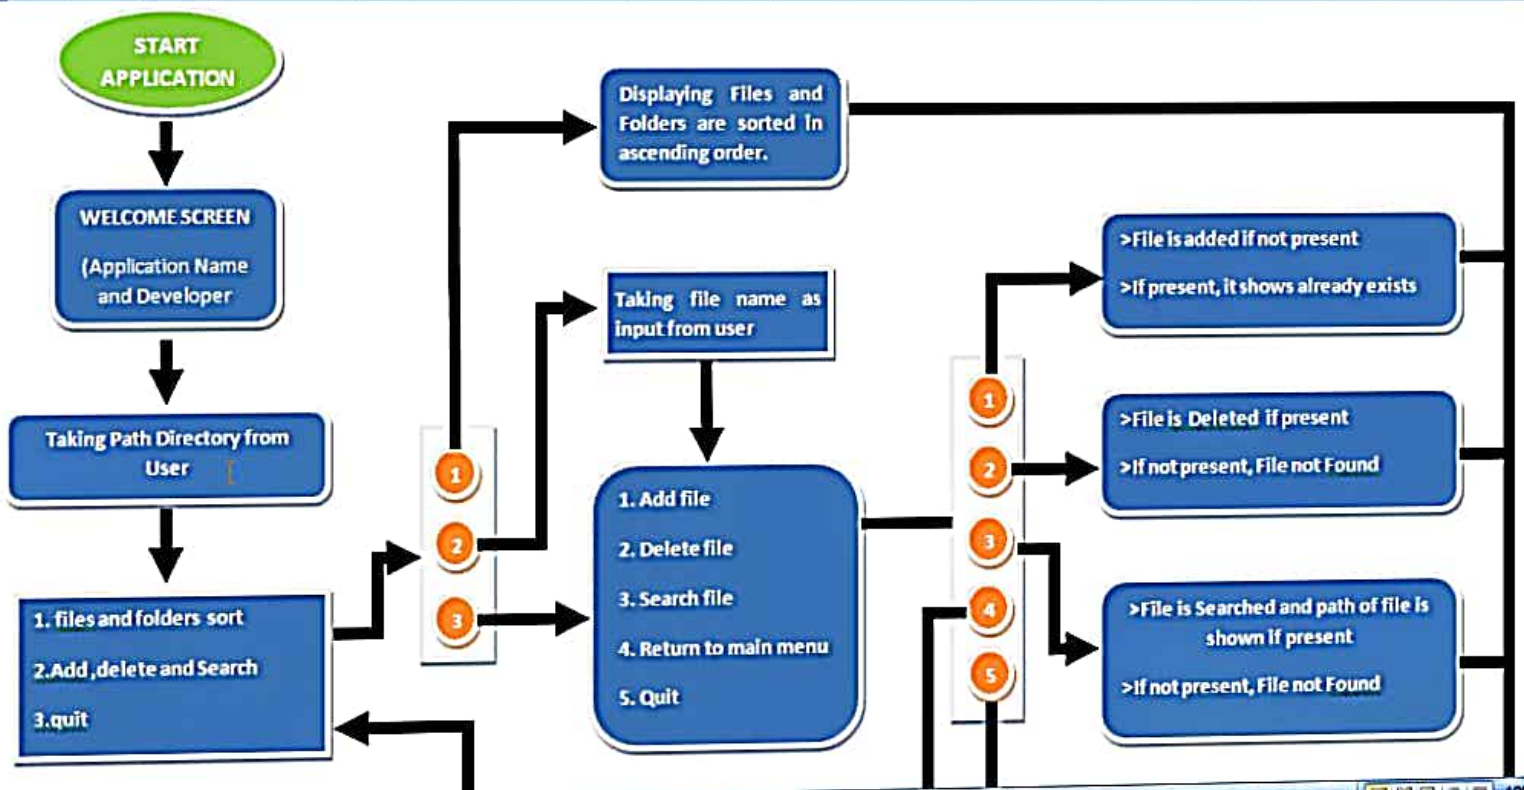 START
APPLICATION
WELCOME SCREEN
(Application Name
and Developer
Taking Path Directory from
User
1. files and folders sort
2.Add ,delete and Search
3.quit
1
2
3
Displaying Files and
Folders are sorted in
ascending order.
Taking file name as
input from user
1. Add file
2. Delete file
3. Search file
4. Return to main menu
5. Quit
1
2
3
4
5
>File is added if not present
>If present, it shows already exists
>File is Deleted if present
>If not present, File not Found
>File is Searched and path of file is
shown if present
>If not present, File not Found